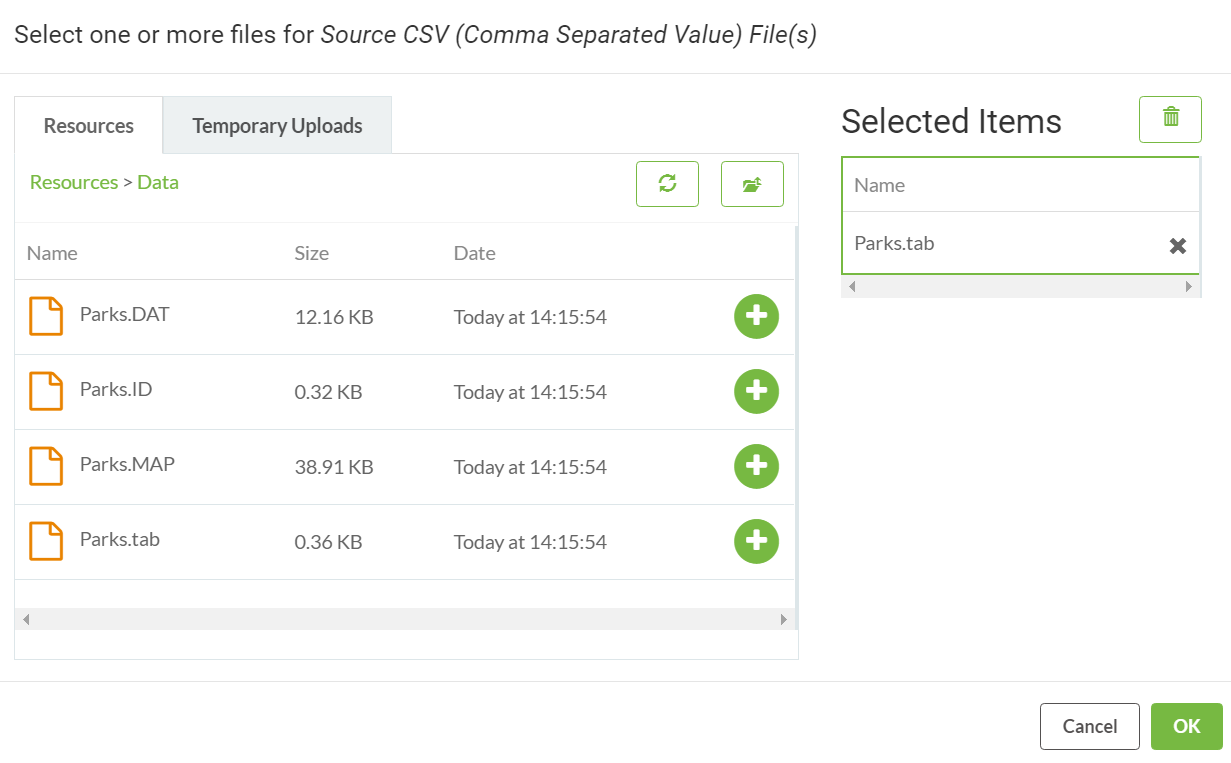 Select one or more files for Source CSV (Comma Separated Value) File(s)
Resources
Temporary Uploads
Resources > Data
Name Size Date
Parks.DAT 12.16 KB Today at 14:15:54
Parks.ID 0.32 KB Today at 14:15:54
Parks.MAP 38.91 KB Today at 14:15:54
Parks.tab 0.36 KB Today at 14:15:54
Selected Items
Name
Parks.tab
Cancel
OK